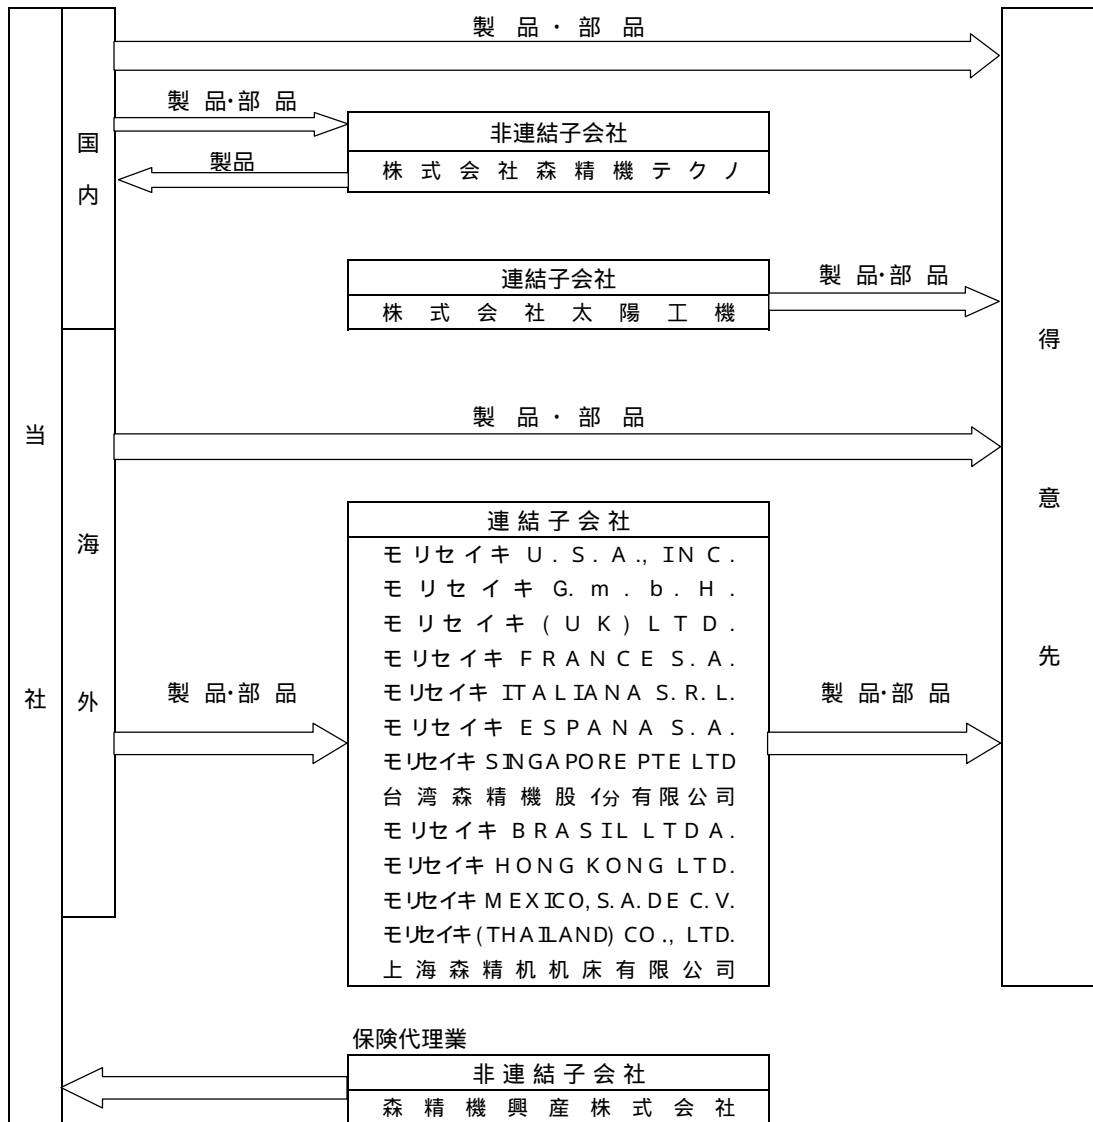 製品・部品
製品・部品
国内
非連結子会社
製品
株式会社森精機テクノ
連結子会社
製品・部品
株式会社太陽工機
得意先
製品・部品
当社
海外
連結子会社
モリセイキ U.S.A., INC.
モリセイキ G.m.b.H.
モリセイキ (UK) LTD.
モリセイキ FRANCE S.A.
モリセイキ ITALIANA S.R.L.
モリセイキ ESPANA S.A.
モリセイキ SINGAPORE PTE LTD
台湾森精機股份有限公司
モリセイキ BRASIL LTDA.
モリセイキ HONG KONG LTD.
モリセイキ MEXICO, S.A. DE C.V.
モリセイキ (THAILAND) CO., LTD.
上海森精机机床有限公司
製品・部品
製品・部品
保険代理業
非連結子会社
森精機興産株式会社